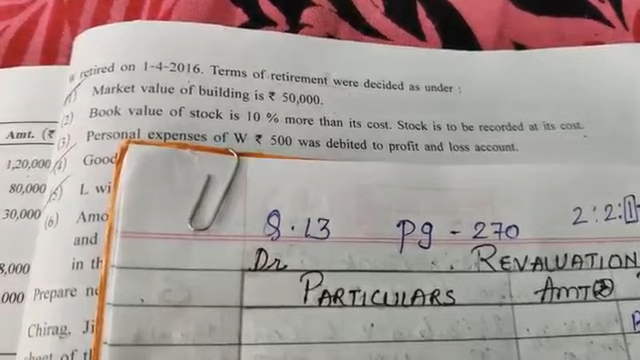 W retired on 1-4-2016. Terms of retirement were decided as under :
(1) Market value of building is ₹ 50,000.
(2) Book value of stock is 10 % more than its cost. Stock is to be recorded at its cost.
(3) Personal expenses of W ₹ 500 was debited to profit and loss account.
(4) Good
(5) L wi
(6) Amo
and
in th
Prepare ne
Chirag, Ji
sheet of th
Amt. (₹
1,20,000
80,000
30,000
8,000
000
Q.13 pg - 270 2:2:1
Dr REVALUATION
PARTICULARS AMT ₹